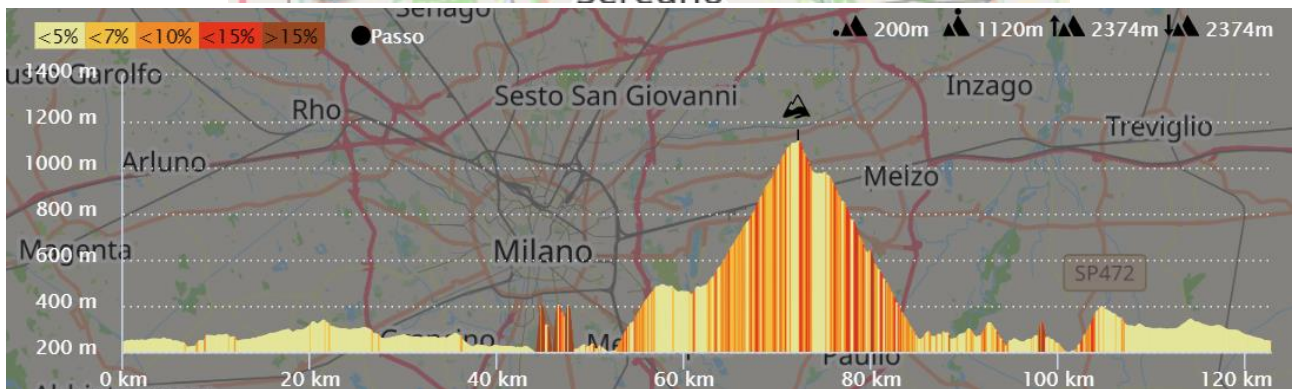 Seregno
Senago
<5% <7% <10% <15% >15% Passo 200m 1120m 2374m 2374m
1400 m
Garolfo
Inzago
Sesto San Giovanni
Rho
1200 m
Treviglio
1000 m
Arluno
Melzo
800 m
Magenta
600 m
Milano
SP472
400 m
200 m
0 km 20 km 40 km 60 km 80 km 100 km 120 km